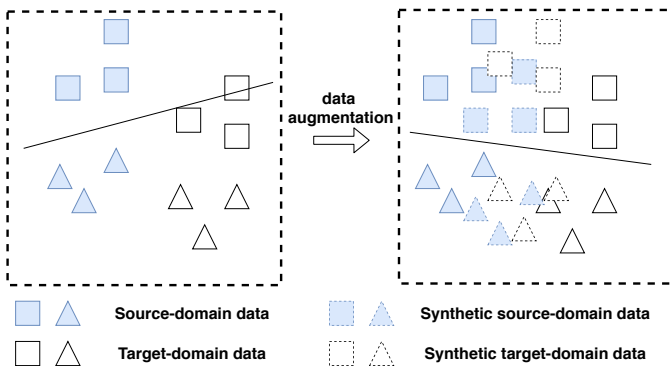 data
augmentation
Source-domain data
Synthetic source-domain data
Target-domain data
Synthetic target-domain data